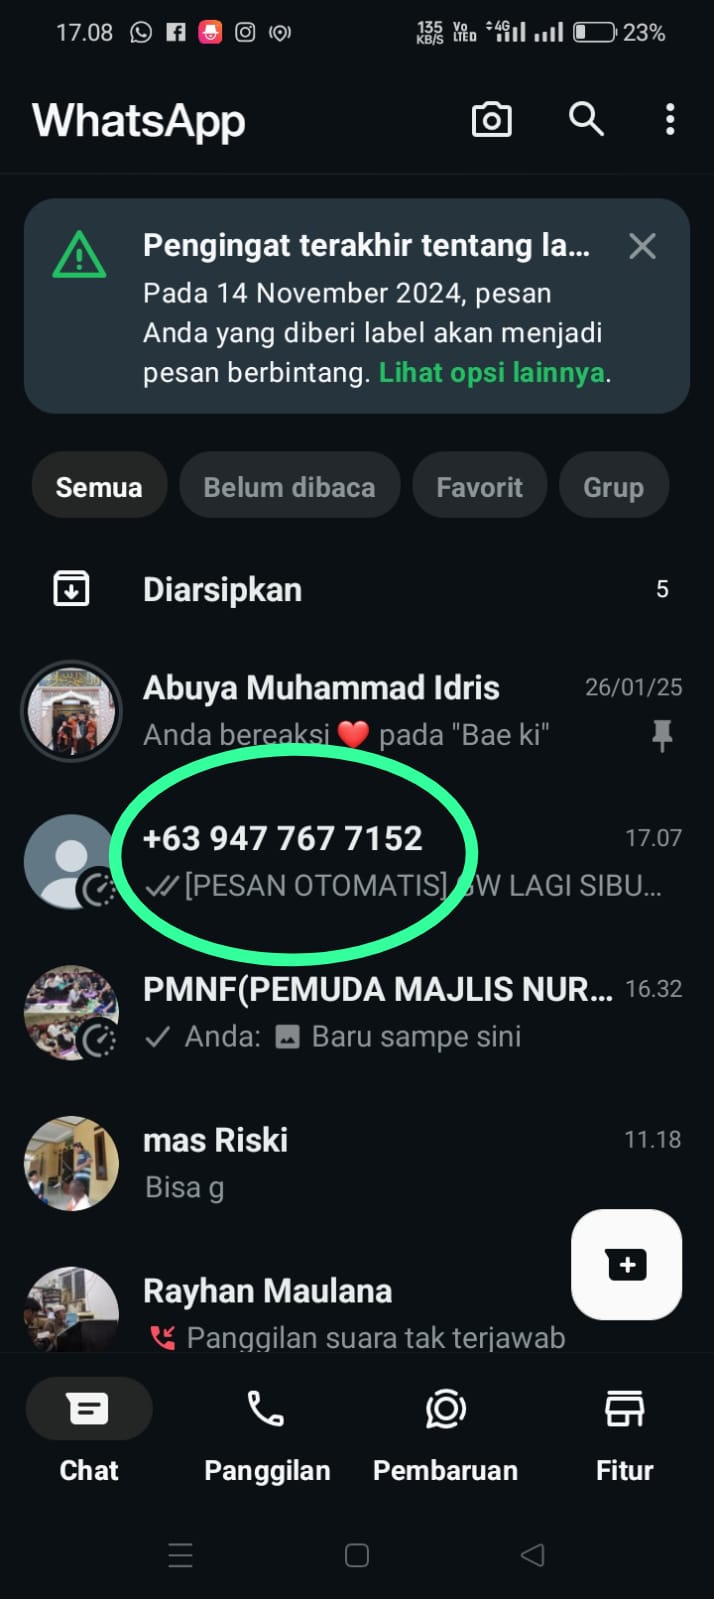 17.08
135 KB/S VoLTED 4G 23%
WhatsApp
Pengingat terakhir tentang la...
Pada 14 November 2024, pesan
Anda yang diberi label akan menjadi
pesan berbintang. Lihat opsi lainnya.
Semua Belum dibaca Favorit Grup
Diarsipkan 5
Abuya Muhammad Idris 26/01/25
Anda bereaksi ❤️ pada "Bae ki"
+63 947 767 7152 17.07
[PESAN OTOMATIS] GW LAGI SIBU...
PMNF(PEMUDA MAJLIS NUR... 16.32
Anda: Baru sampe sini
mas Riski 11.18
Bisa g
Rayhan Maulana
Panggilan suara tak terjawab
Chat Panggilan Pembaruan Fitur